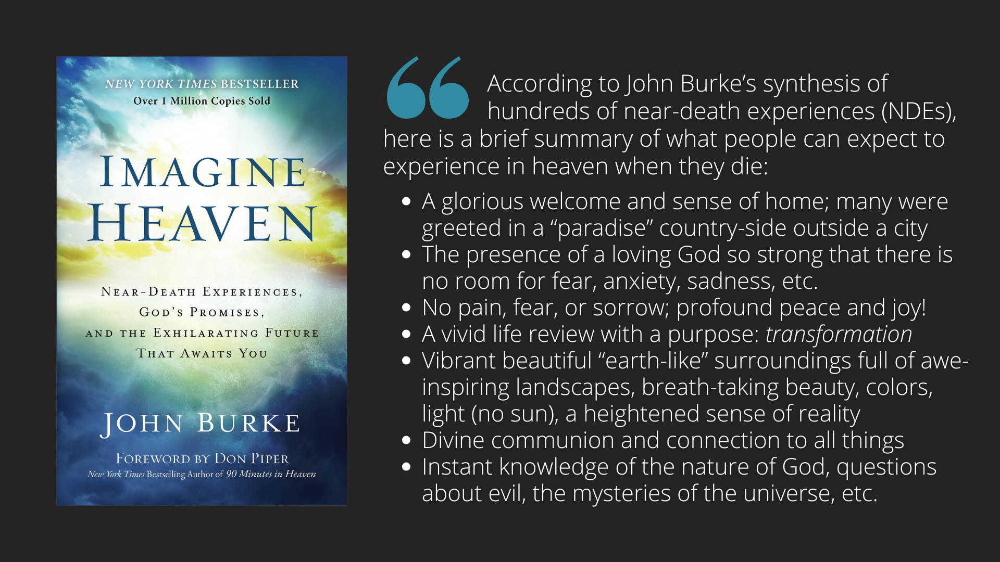 NEW YORK TIMES BESTSELLER
Over 1 Million Copies Sold
IMAGINE
HEAVEN
NEAR-DEATH EXPERIENCES,
GOD'S PROMISES,
AND THE EXHILARATING FUTURE
THAT AWAITS YOU
JOHN BURKE
FOREWORD BY DON PIPER
New York Times Bestselling Author of 90 Minutes in Heaven
“
According to John Burke’s synthesis of
hundreds of near-death experiences (NDEs),
here is a brief summary of what people can expect to
experience in heaven when they die:
• A glorious welcome and sense of home; many were
greeted in a “paradise” country-side outside a city
• The presence of a loving God so strong that there is
no room for fear, anxiety, sadness, etc.
• No pain, fear, or sorrow; profound peace and joy!
• A vivid life review with a purpose: transformation
• Vibrant beautiful “earth-like” surroundings full of awe-
inspiring landscapes, breath-taking beauty, colors,
light (no sun), a heightened sense of reality
• Divine communion and connection to all things
• Instant knowledge of the nature of God, questions
about evil, the mysteries of the universe, etc.